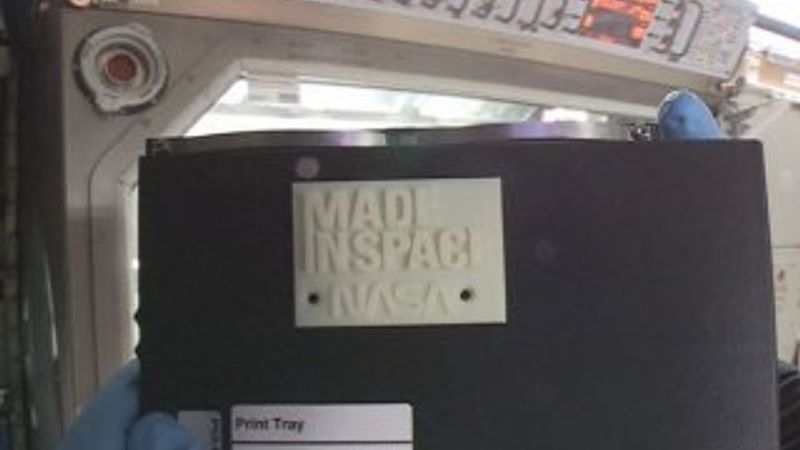 MADE
INSPACE
NASA
Print Tray